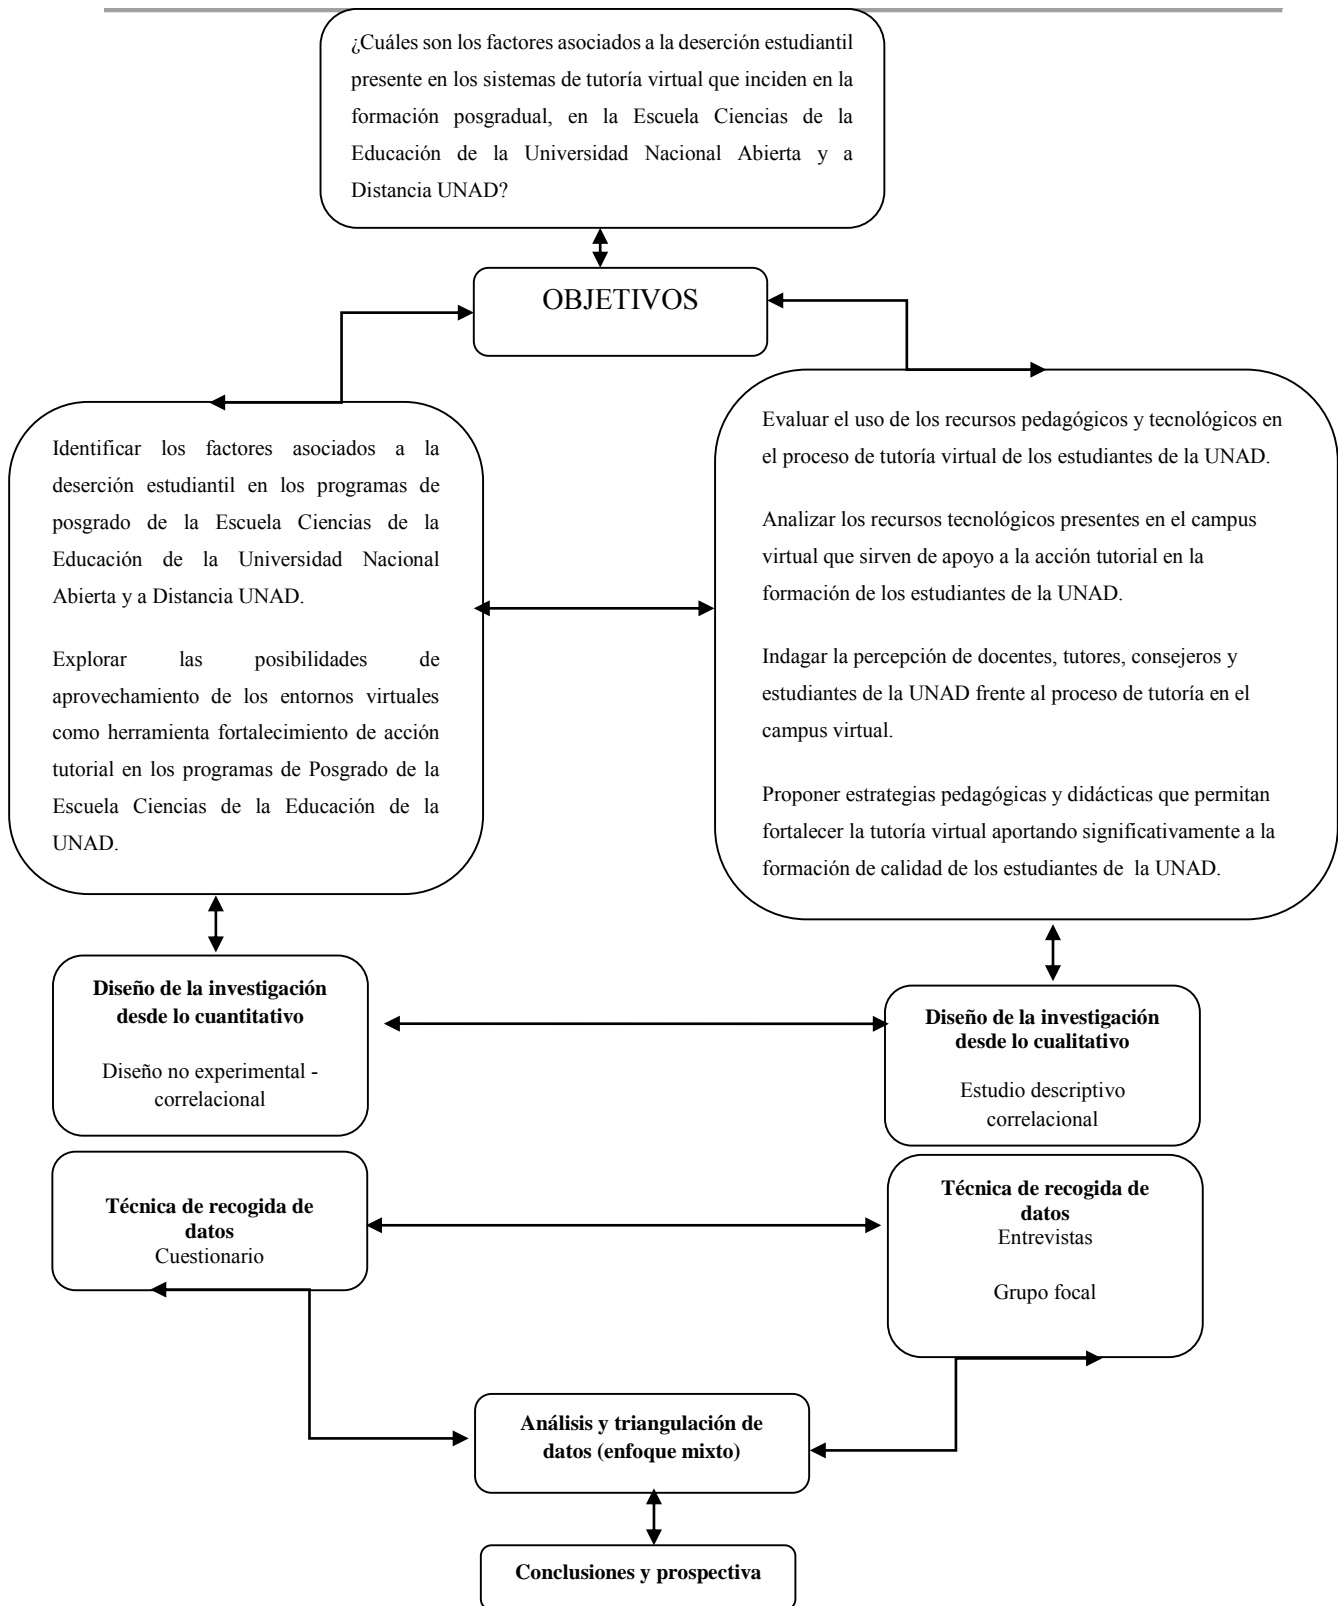 ¿Cuáles son los factores asociados a la deserción estudiantil
presente en los sistemas de tutoría virtual que inciden en la
formación posgradual, en la Escuela Ciencias de la
Educación de la Universidad Nacional Abierta y a
Distancia UNAD?
OBJETIVOS
Identificar los factores asociados a la
deserción estudiantil en los programas de
posgrado de la Escuela Ciencias de la
Educación de la Universidad Nacional
Abierta y a Distancia UNAD.
Explorar las posibilidades de
aprovechamiento de los entornos virtuales
como herramienta fortalecimiento de acción
tutorial en los programas de Posgrado de la
Escuela Ciencias de la Educación de la
UNAD.
Evaluar el uso de los recursos pedagógicos y tecnológicos en
el proceso de tutoría virtual de los estudiantes de la UNAD.
Analizar los recursos tecnológicos presentes en el campus
virtual que sirven de apoyo a la acción tutorial en la
formación de los estudiantes de la UNAD.
Indagar la percepción de docentes, tutores, consejeros y
estudiantes de la UNAD frente al proceso de tutoría en el
campus virtual.
Proponer estrategias pedagógicas y didácticas que permitan
fortalecer la tutoría virtual aportando significativamente a la
formación de calidad de los estudiantes de la UNAD.
Diseño de la investigación
desde lo cuantitativo
Diseño no experimental -
correlacional
Diseño de la investigación
desde lo cualitativo
Estudio descriptivo
correlacional
Técnica de recogida de
datos
Cuestionario
Técnica de recogida de
datos
Entrevistas
Grupo focal
Análisis y triangulación de
datos (enfoque mixto)
Conclusiones y prospectiva